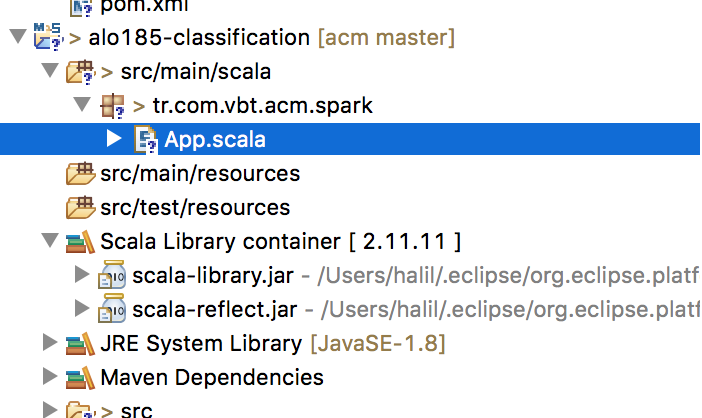 pom.xml
> alo185-classification [acm master]
> src/main/scala
> tr.com.vbt.acm.spark
App.scala
src/main/resources
src/test/resources
Scala Library container [ 2.11.11 ]
scala-library.jar - /Users/halil/.eclipse/org.eclipse.platf
scala-reflect.jar - /Users/halil/.eclipse/org.eclipse.platf
JRE System Library [JavaSE-1.8]
Maven Dependencies
> src